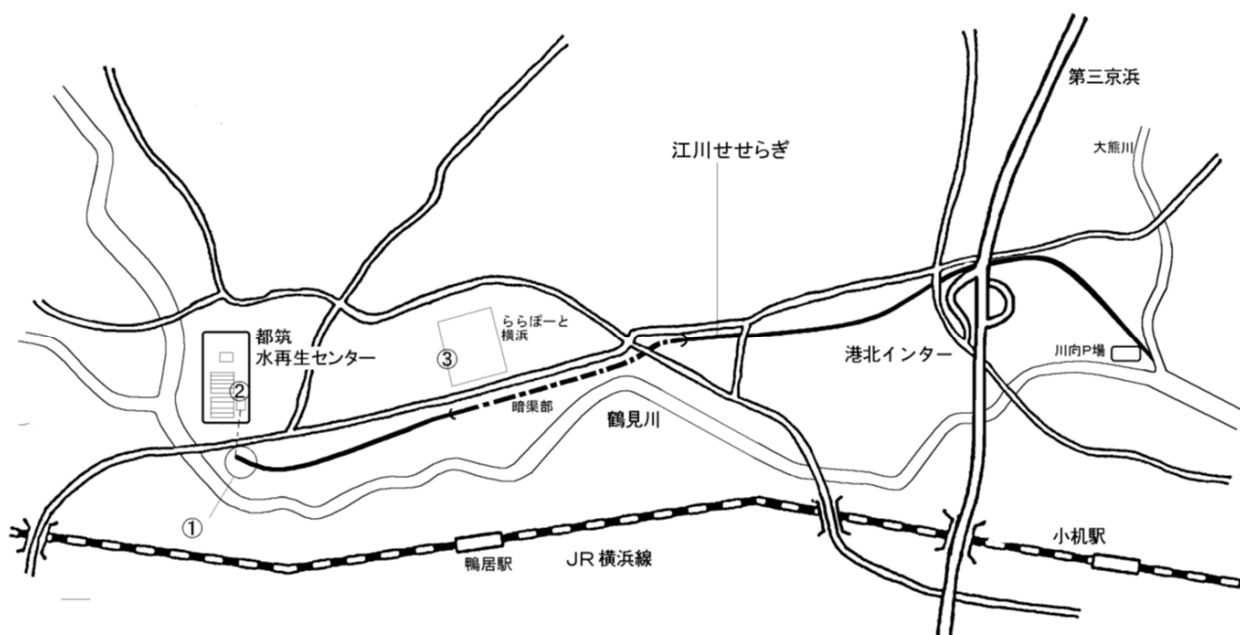 第三京浜
大熊川
江川せせらぎ
ららぽーと
横浜
都筑
水再生センター
③
②
港北インター
川向P場
暗渠部
鶴見川
①
鴨居駅
JR横浜線
小机駅